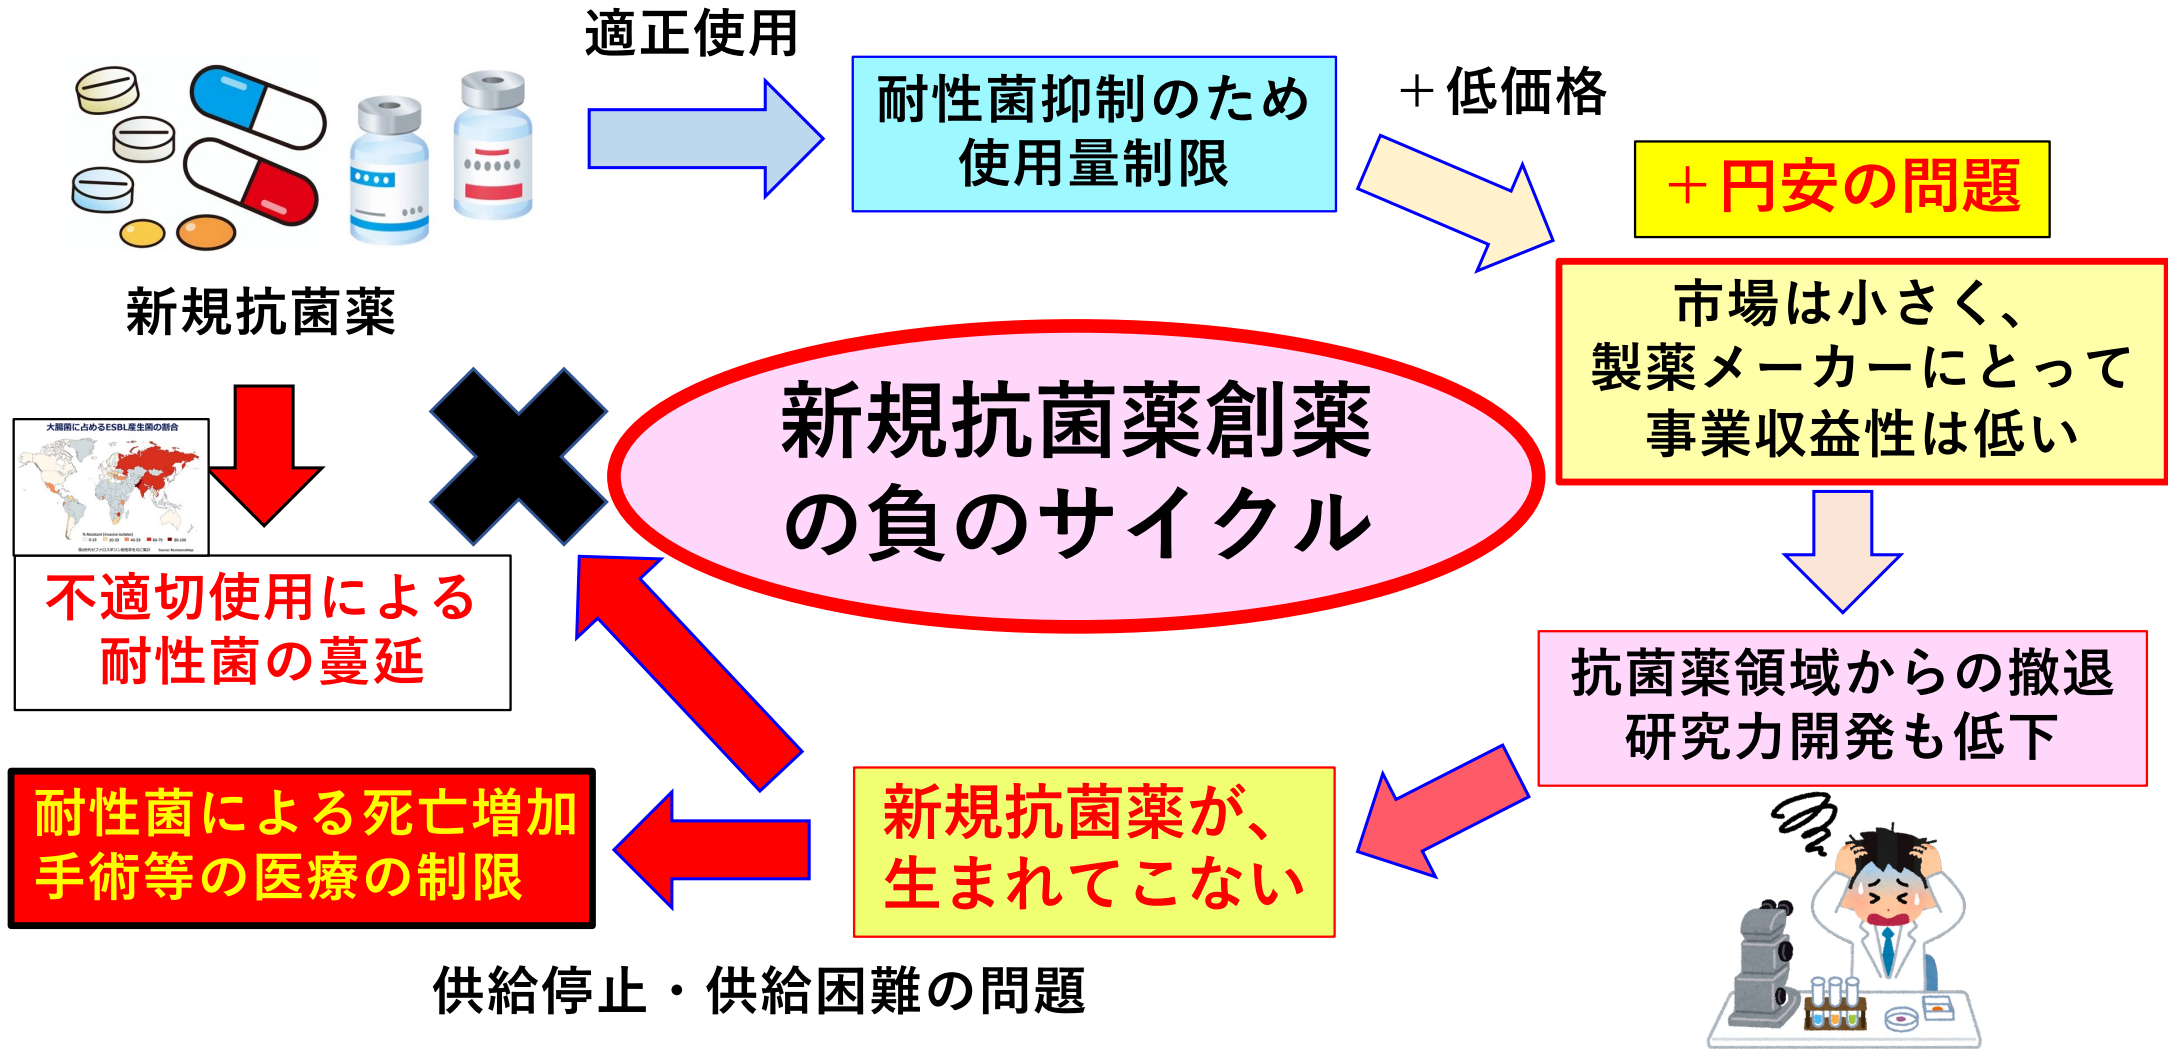 適正使用
耐性菌抑制のため
使用量制限
＋低価格
＋円安の問題
新規抗菌薬
市場は小さく、
製薬メーカーにとって
事業収益性は低い
新規抗菌薬創薬
の負のサイクル
大腸菌に占めるESBL産生菌の割合
不適切使用による
耐性菌の蔓延
抗菌薬領域からの撤退
研究力開発も低下
新規抗菌薬が、
生まれてこない
耐性菌による死亡増加
手術等の医療の制限
供給停止・供給困難の問題